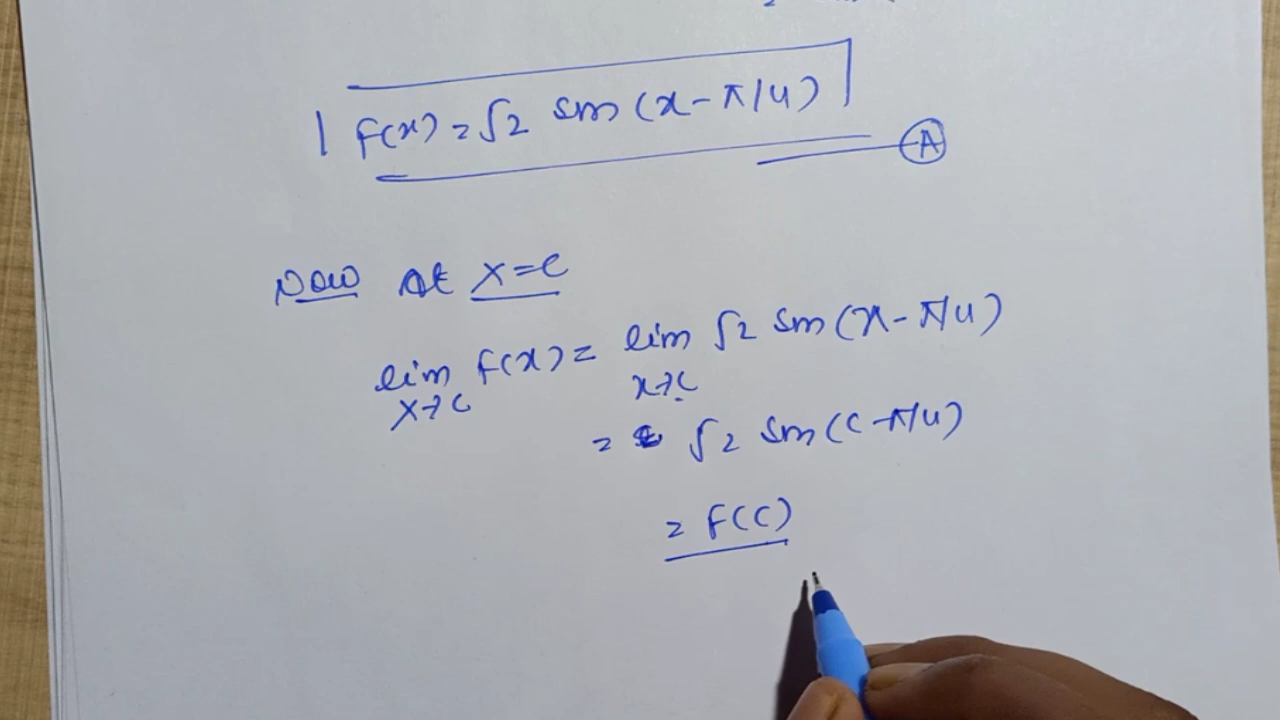 f(x) = √2 sin (x - π/4)
A
Now At x=c
lim f(x) = lim √2 sin (x - π/4)
x→c x→c
= √2 sin (c - π/4)
= f(c)